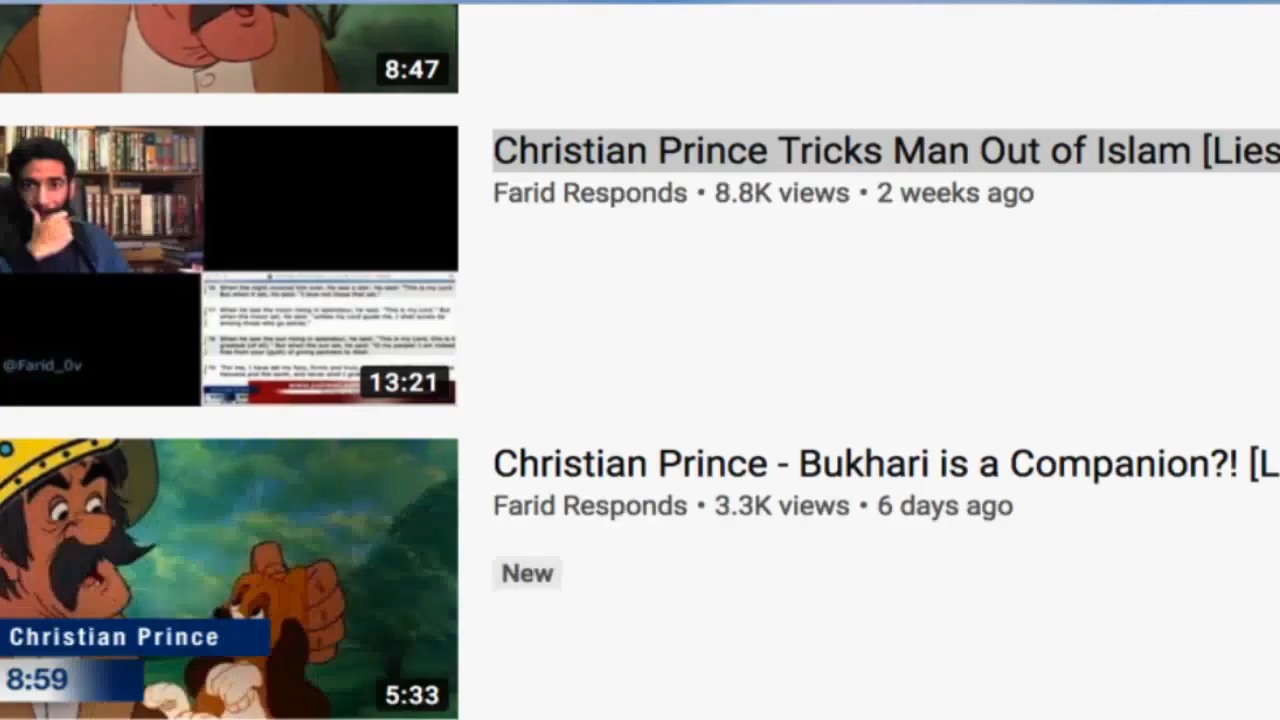 8:47
Christian Prince Tricks Man Out of Islam [Lies
Farid Responds • 8.8K views • 2 weeks ago
@Farid_0v
13:21
Christian Prince - Bukhari is a Companion?! [L
Farid Responds • 3.3K views • 6 days ago
New
Christian Prince
8:59
5:33